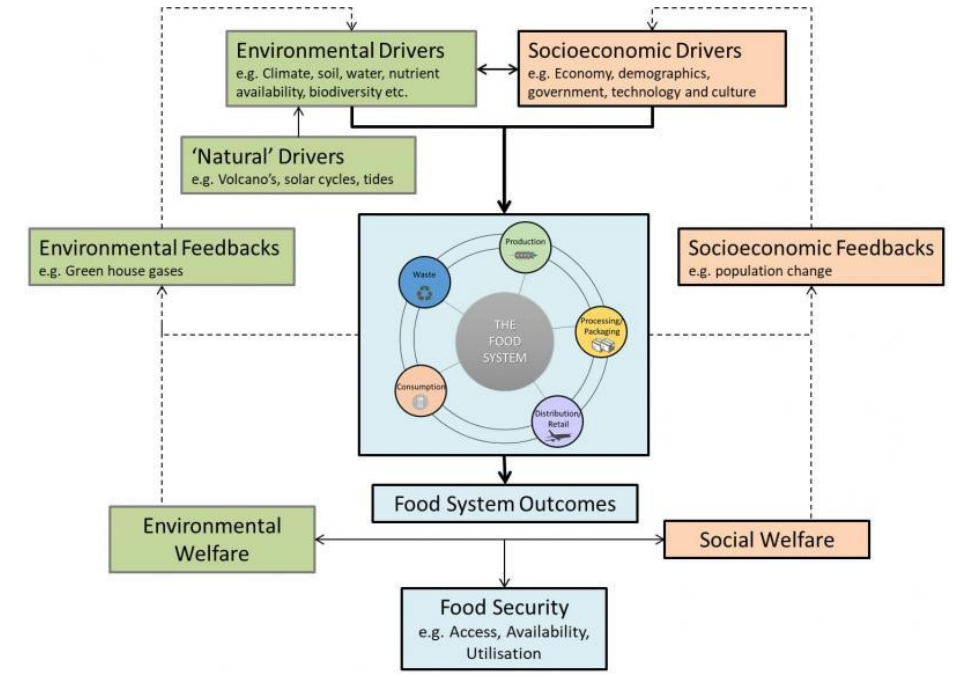 Environmental Drivers
e.g. Climate, soil, water, nutrient
availability, biodiversity etc.
Socioeconomic Drivers
e.g. Economy, demographics,
government, technology and culture
‘Natural’ Drivers
e.g. Volcano’s, solar cycles, tides
Environmental Feedbacks
e.g. Green house gases
Socioeconomic Feedbacks
e.g. population change
Production
Waste
Processing/
Packaging
THE
FOOD
SYSTEM
Consumption
Distribution/
Retail
Food System Outcomes
Environmental
Welfare
Social Welfare
Food Security
e.g. Access, Availability,
Utilisation